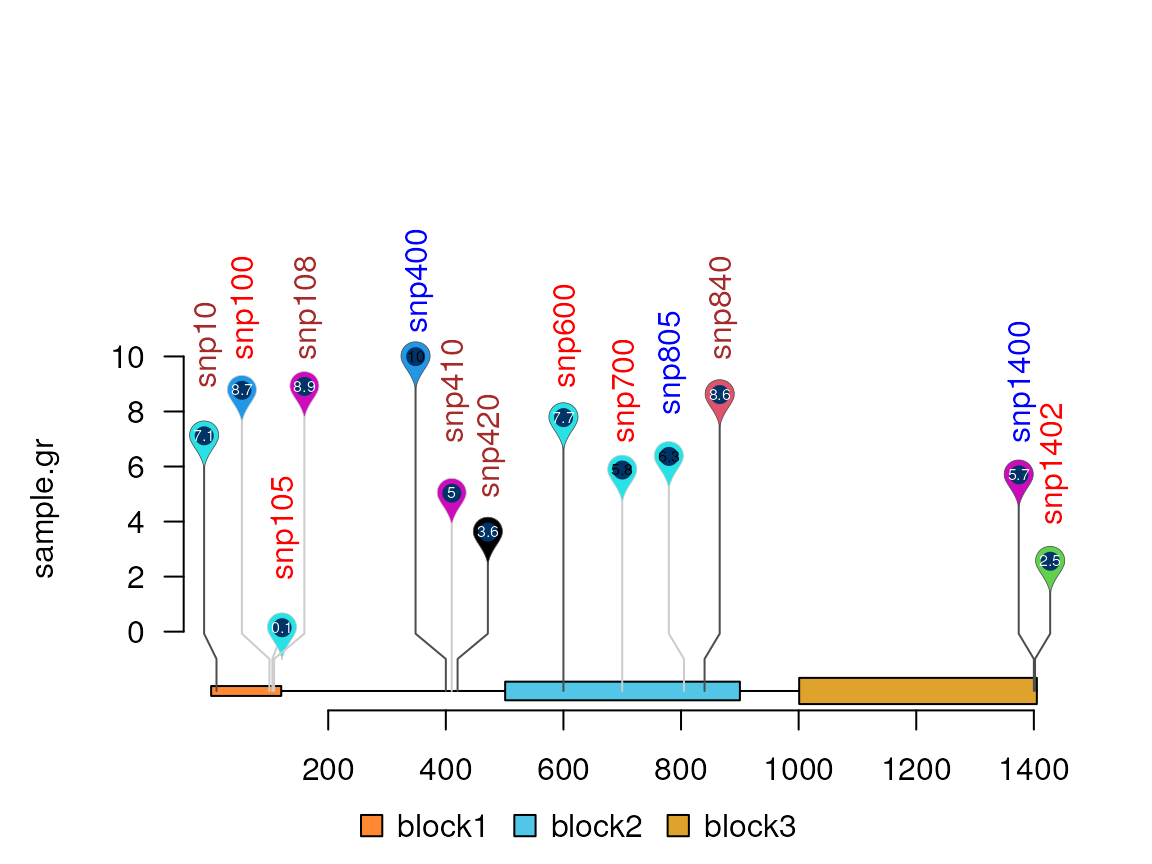 snp10
snp100
snp105
snp108
snp400
snp410
snp420
snp600
snp700
snp805
snp840
snp1400
snp1402
7.1
8.7
0.1
8.9
10
5
3.6
7.7
5.8
6.3
8.6
5.7
2.5
sample.gr
10
8
6
4
2
0
200 400 600 800 1000 1200 1400
block1 block2 block3